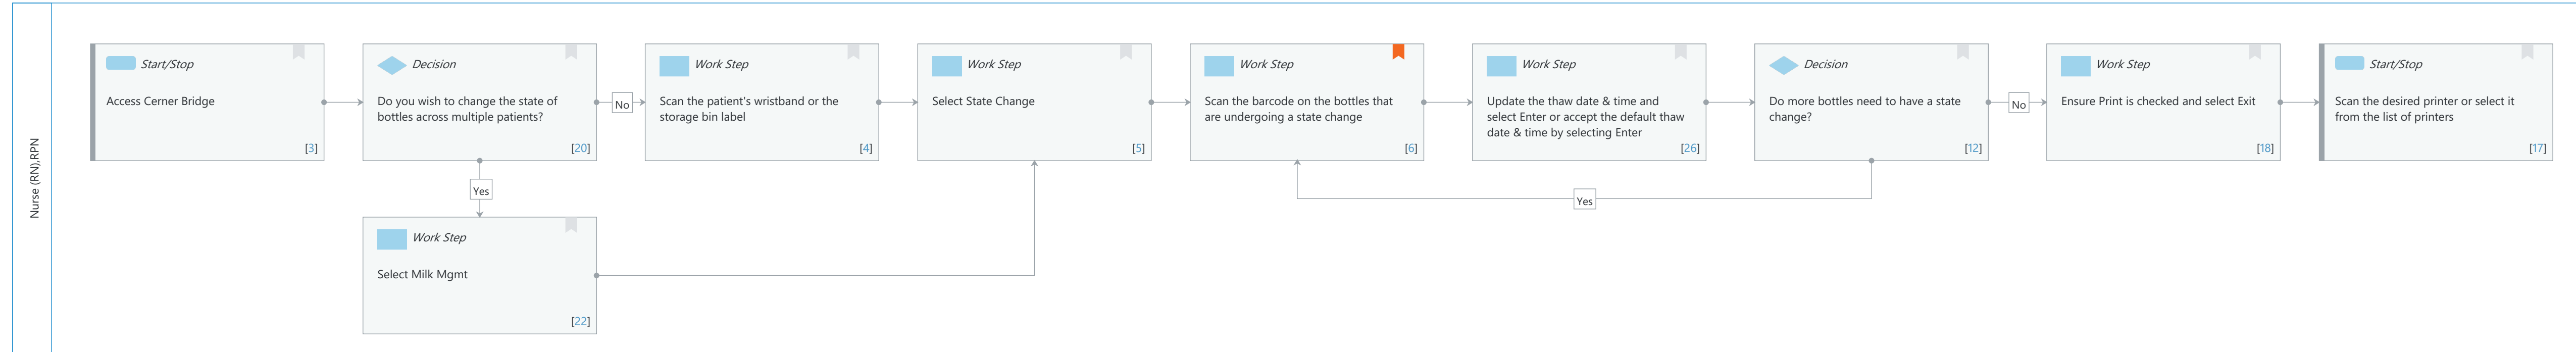 Nurse (RN),RPN
Start/Stop
Access Cerner Bridge
[3]
Decision
Do you wish to change the state of
bottles across multiple patients?
[20]
No
Work Step
Scan the patient's wristband or the
storage bin label
[4]
Work Step
Select State Change
[5]
Work Step
Scan the barcode on the bottles that
are undergoing a state change
[6]
Work Step
Update the thaw date & time and
select Enter or accept the default thaw
date & time by selecting Enter
[26]
Decision
Do more bottles need to have a state
change?
[12]
No
Work Step
Ensure Print is checked and select Exit
[18]
Start/Stop
Scan the desired printer or select it
from the list of printers
[17]
Yes
Yes
Work Step
Select Milk Mgmt
[22]